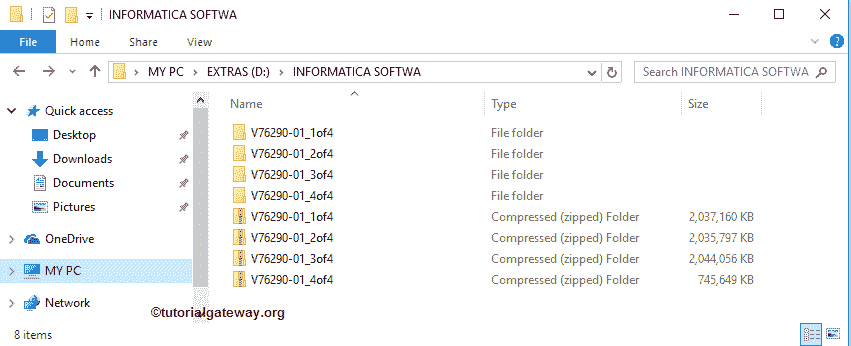 INFORMATICA SOFTWA
File Home Share View
MY PC EXTRAS (D:) INFORMATICA SOFTWA Search INFORMATICA SOFTWA
Name Type Size
Quick access
Desktop
Downloads
Documents
Pictures
OneDrive
MY PC
Network
V76290-01_1of4 File folder
V76290-01_2of4 File folder
V76290-01_3of4 File folder
V76290-01_4of4 File folder
V76290-01_1of4 Compressed (zipped) Folder 2,037,160 KB
V76290-01_2of4 Compressed (zipped) Folder 2,035,797 KB
V76290-01_3of4 Compressed (zipped) Folder 2,044,056 KB
V76290-01_4of4 Compressed (zipped) Folder 745,649 KB
©tutorialgateway.org
8 items